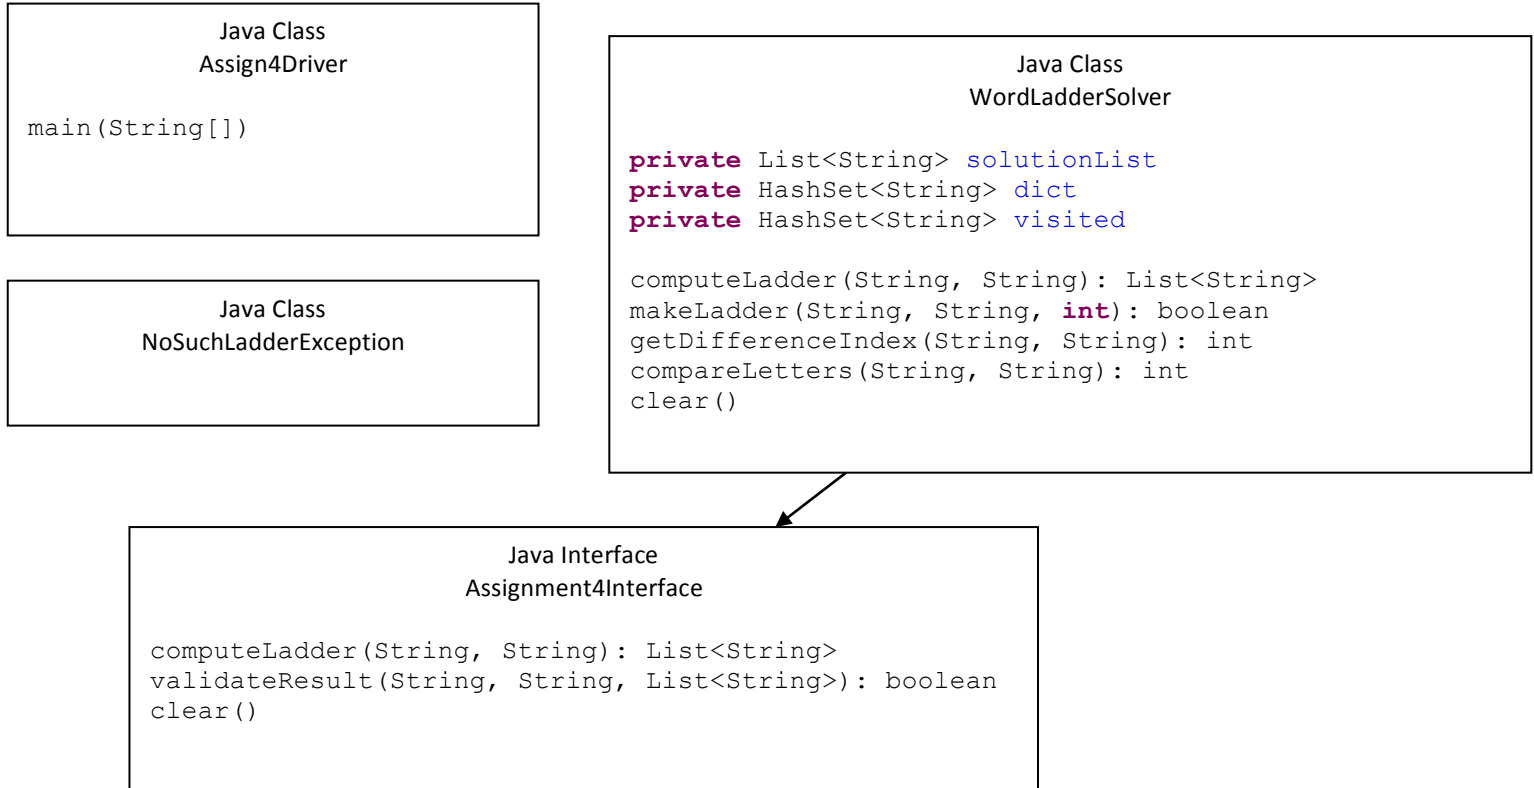 Java Class
Assign4Driver
main(String[])
Java Class
NoSuchLadderException
Java Class
WordLadderSolver
private List<String> solutionList
private HashSet<String> dict
private HashSet<String> visited
computeLadder(String, String): List<String>
makeLadder(String, String, int): boolean
getDifferenceIndex(String, String): int
compareLetters(String, String): int
clear()
Java Interface
Assignment4Interface
computeLadder(String, String): List<String>
validateResult(String, String, List<String>): boolean
clear()